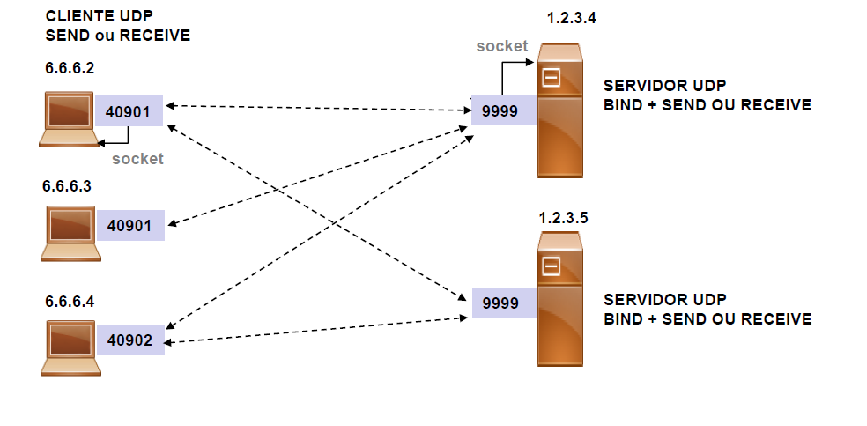 CLIENTE UDP
SEND ou RECEIVE
1.2.3.4
socket
6.6.6.2
40901
9999
SERVIDOR UDP
BIND + SEND OU RECEIVE
socket
6.6.6.3
40901
1.2.3.5
6.6.6.4
40902
9999
SERVIDOR UDP
BIND + SEND OU RECEIVE